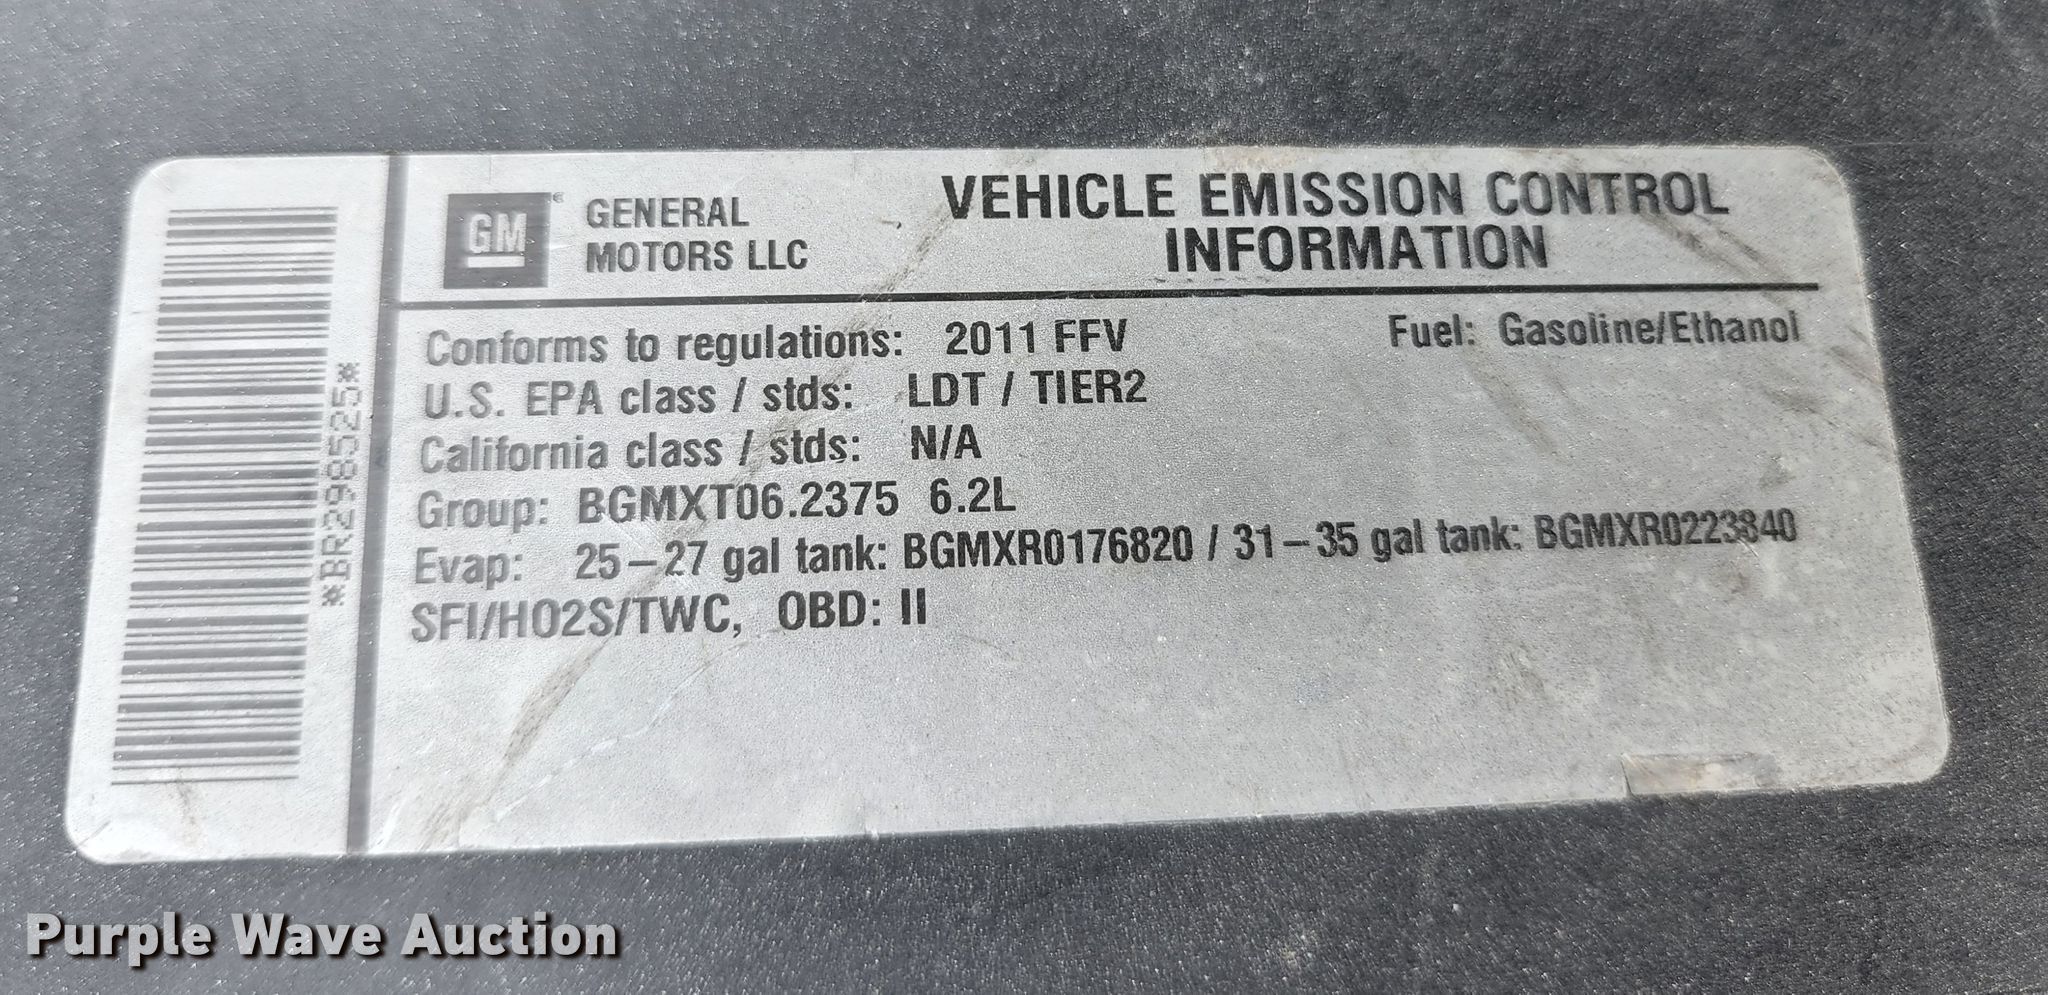 *BR298525*
GM
GENERAL
MOTORS LLC
VEHICLE EMISSION CONTROL
INFORMATION
Conforms to regulations: 2011 FFV
Fuel: Gasoline/Ethanol
U.S. EPA class / stds: LDT / TIER2
California class / stds: N/A
Group: BGMXT06.2375 6.2L
Evap: 25–27 gal tank: BGMXR0176820 / 31–35 gal tank: BGMXR0223840
SFI/HO2S/TWC, OBD: II
Purple Wave Auction